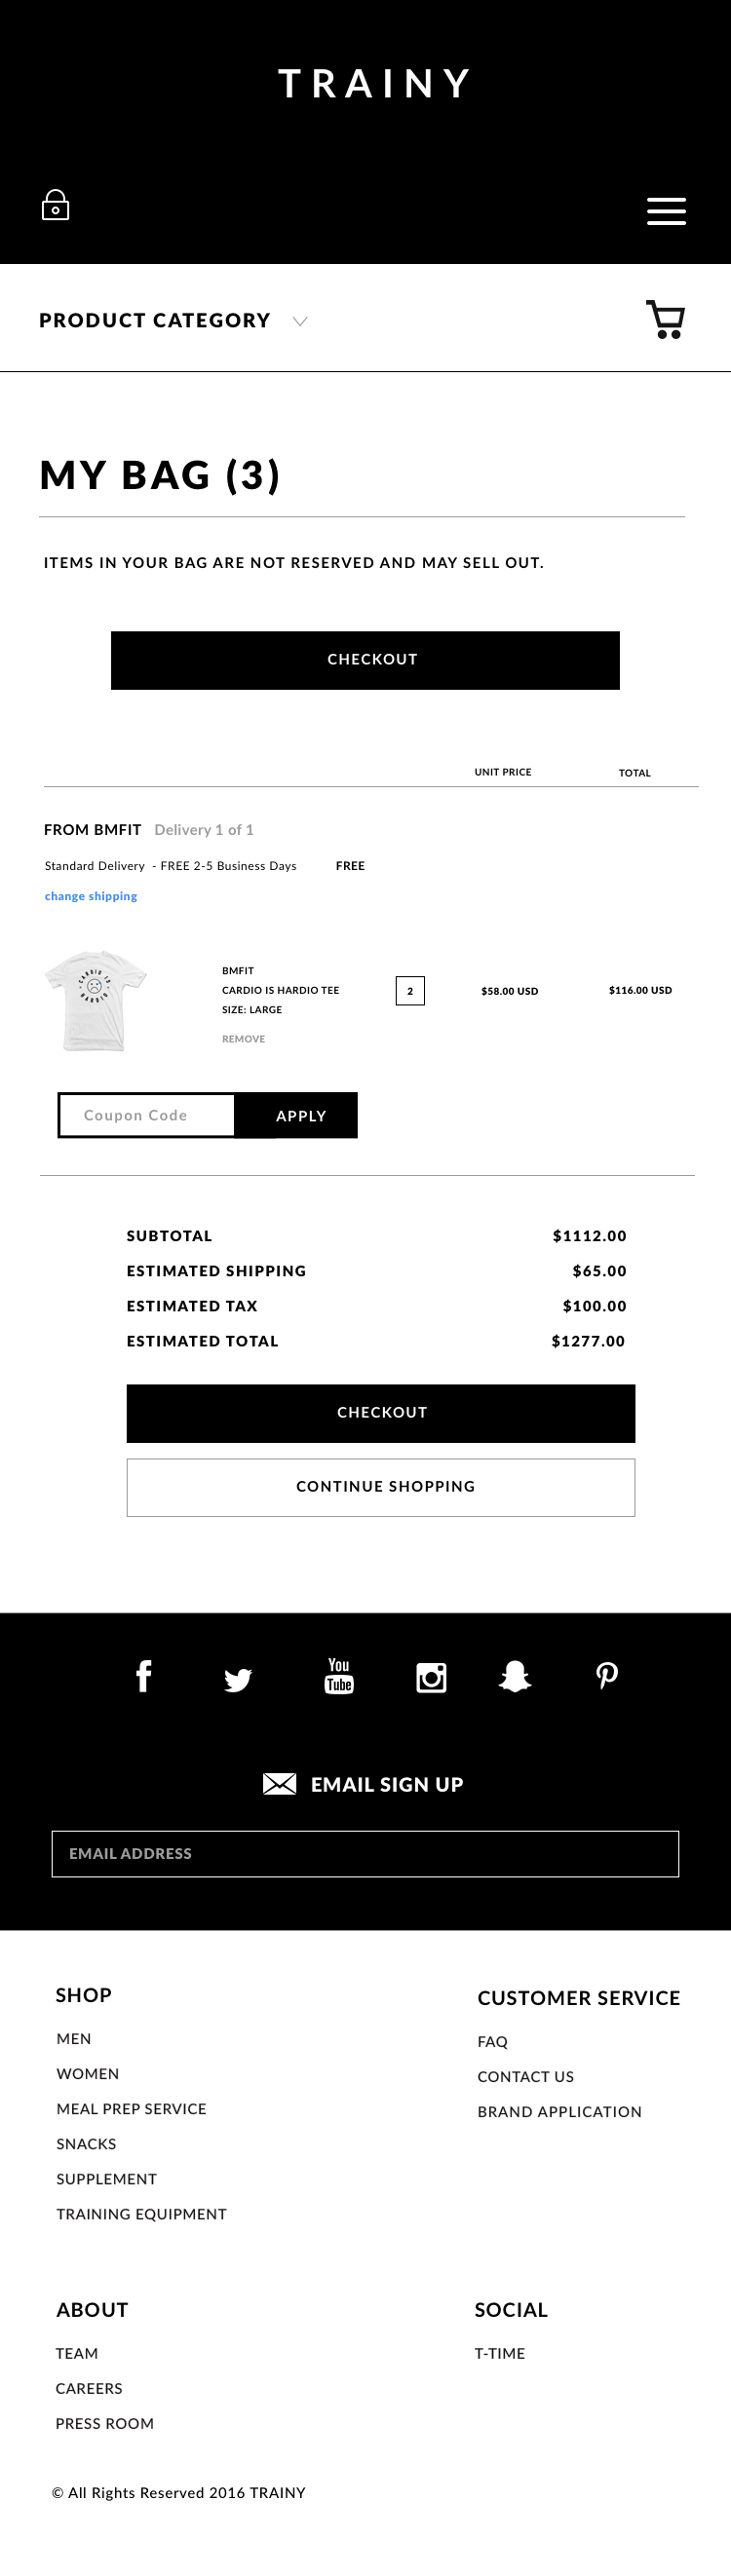 TRAINY
PRODUCT CATEGORY
MY BAG (3)
ITEMS IN YOUR BAG ARE NOT RESERVED AND MAY SELL OUT.
CHECKOUT
UNIT PRICE TOTAL
FROM BMFIT Delivery 1 of 1
Standard Delivery - FREE 2-5 Business Days FREE
change shipping
CARDIO IS
HARDIO
BMFIT
CARDIO IS HARDIO TEE 2 $58.00 USD $116.00 USD
SIZE: LARGE
REMOVE
Coupon Code APPLY
SUBTOTAL $1112.00
ESTIMATED SHIPPING $65.00
ESTIMATED TAX $100.00
ESTIMATED TOTAL $1277.00
CHECKOUT
CONTINUE SHOPPING
You
Tube
EMAIL SIGN UP
EMAIL ADDRESS
SHOP
MEN
WOMEN
MEAL PREP SERVICE
SNACKS
SUPPLEMENT
TRAINING EQUIPMENT
CUSTOMER SERVICE
FAQ
CONTACT US
BRAND APPLICATION
ABOUT
TEAM
CAREERS
PRESS ROOM
SOCIAL
T-TIME
© All Rights Reserved 2016 TRAINY